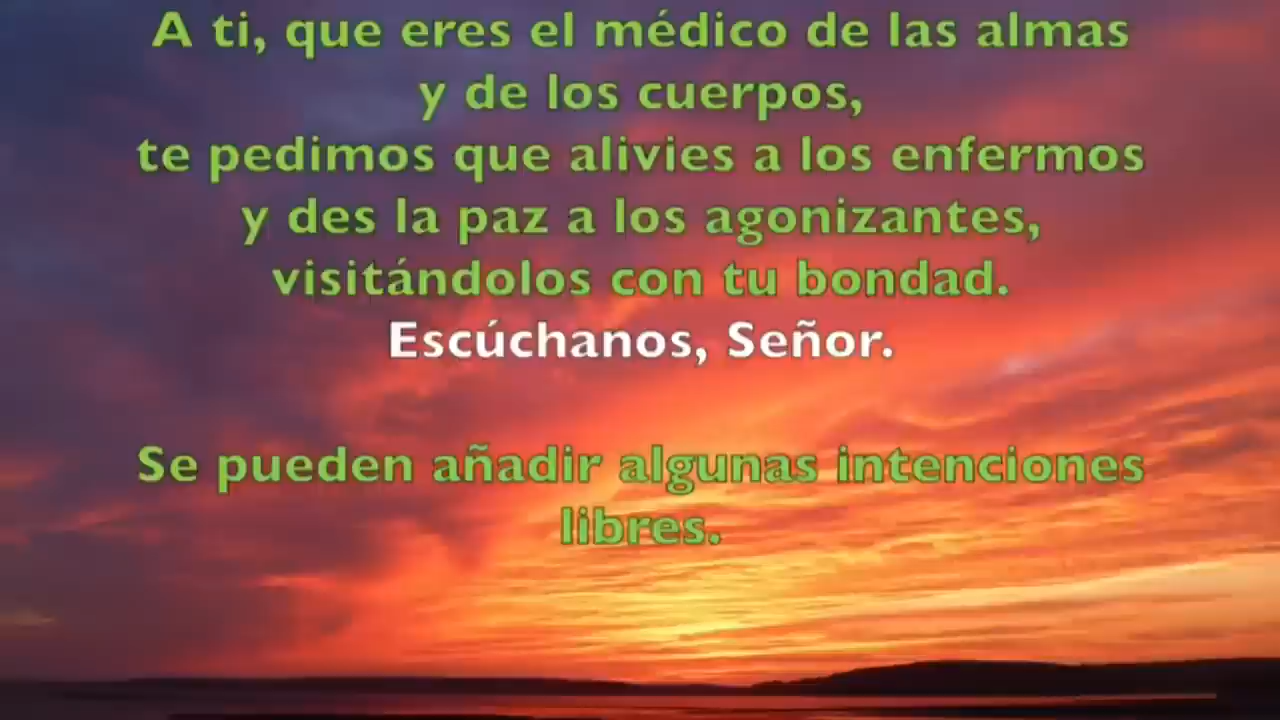 A ti, que eres el médico de las almas
y de los cuerpos,
te pedimos que alivies a los enfermos
y des la paz a los agonizantes,
visitándolos con tu bondad.
Escúchanos, Señor.
Se pueden añadir algunas intenciones
libres.